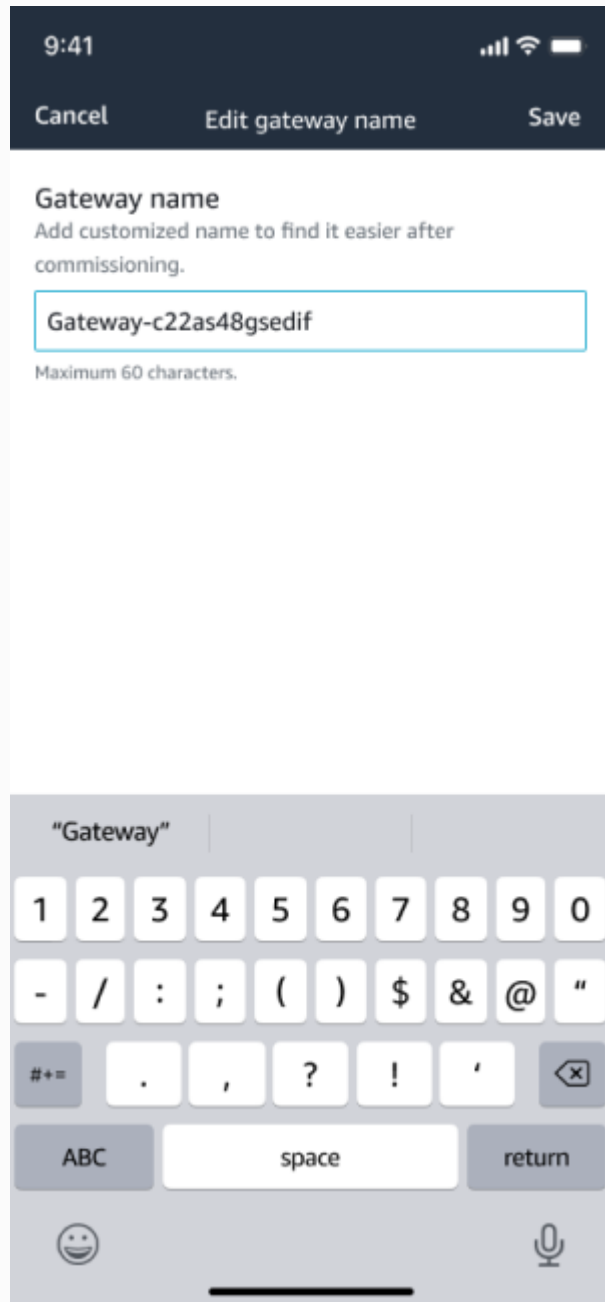 9:41
Cancel Edit gateway name Save
Gateway name
Add customized name to find it easier after
commissioning.
Gateway-c22as48gsedif
Maximum 60 characters.
“Gateway”
1 2 3 4 5 6 7 8 9 0
- / : ; ( ) $ & @ “
#+= . , ? ! ‘
ABC space return